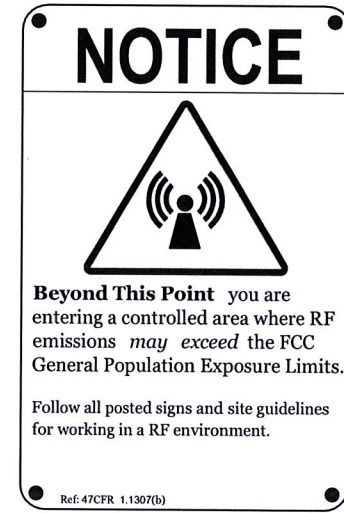 NOTICE
Beyond This Point you are
entering a controlled area where RF
emissions may exceed the FCC
General Population Exposure Limits.
Follow all posted signs and site guidelines
for working in a RF environment.
Ref: 47CFR 1.1307(b)